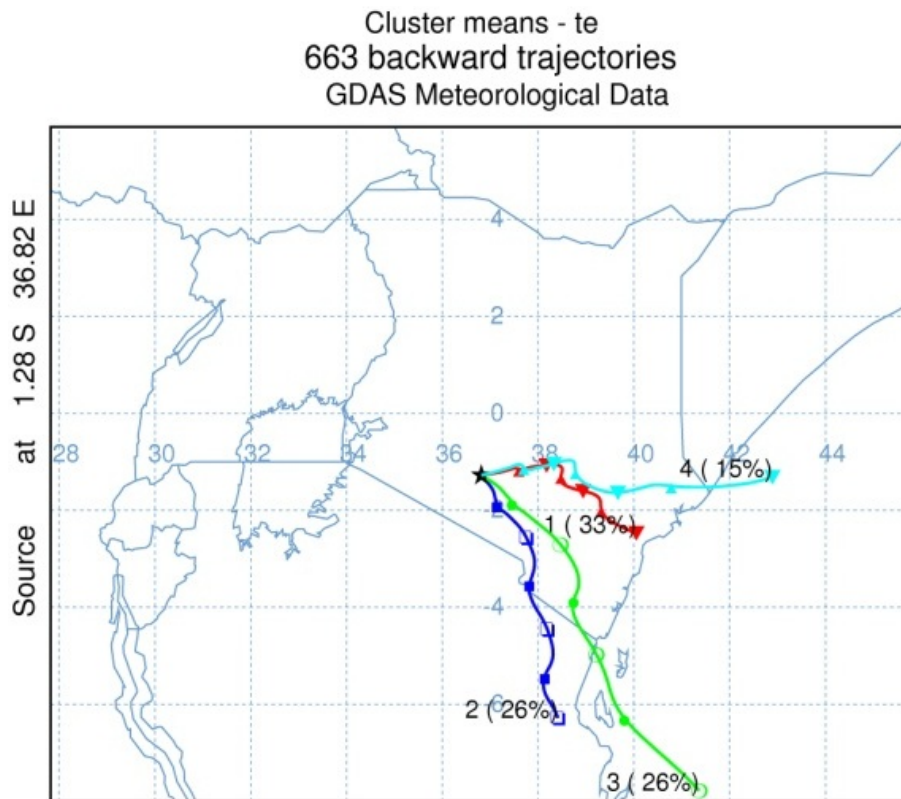 Cluster means - te
663 backward trajectories
GDAS Meteorological Data
Source at 1.28 S 36.82 E
4
2
0
28 30 32 34 36 38 40 42 44
4 ( 15%)
1 ( 33%)
-4
2 ( 26%)
3 ( 26%)